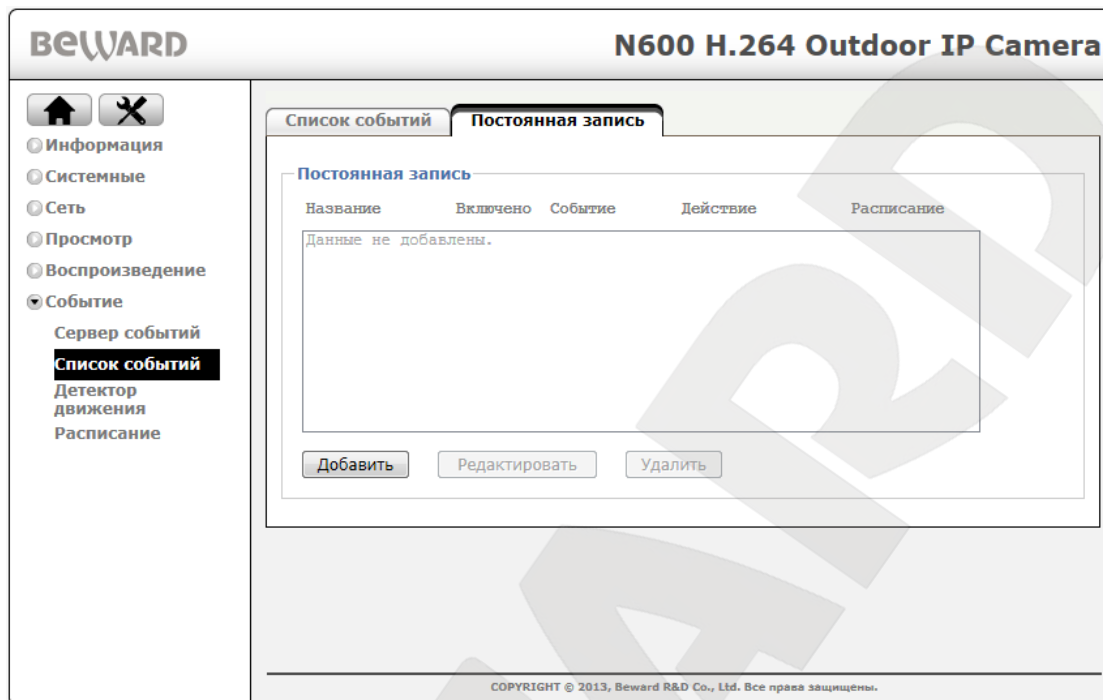 BEWARD
N600 H.264 Outdoor IP Camera
Информация
Системные
Сеть
Просмотр
Воспроизведение
Событие
Сервер событий
Список событий
Детектор
движения
Расписание
Список событий Постоянная запись
Постоянная запись
Название Включено Событие Действие Расписание
Данные не добавлены.
Добавить Редактировать Удалить
COPYRIGHT © 2013, Beward R&D Co., Ltd. Все права защищены.